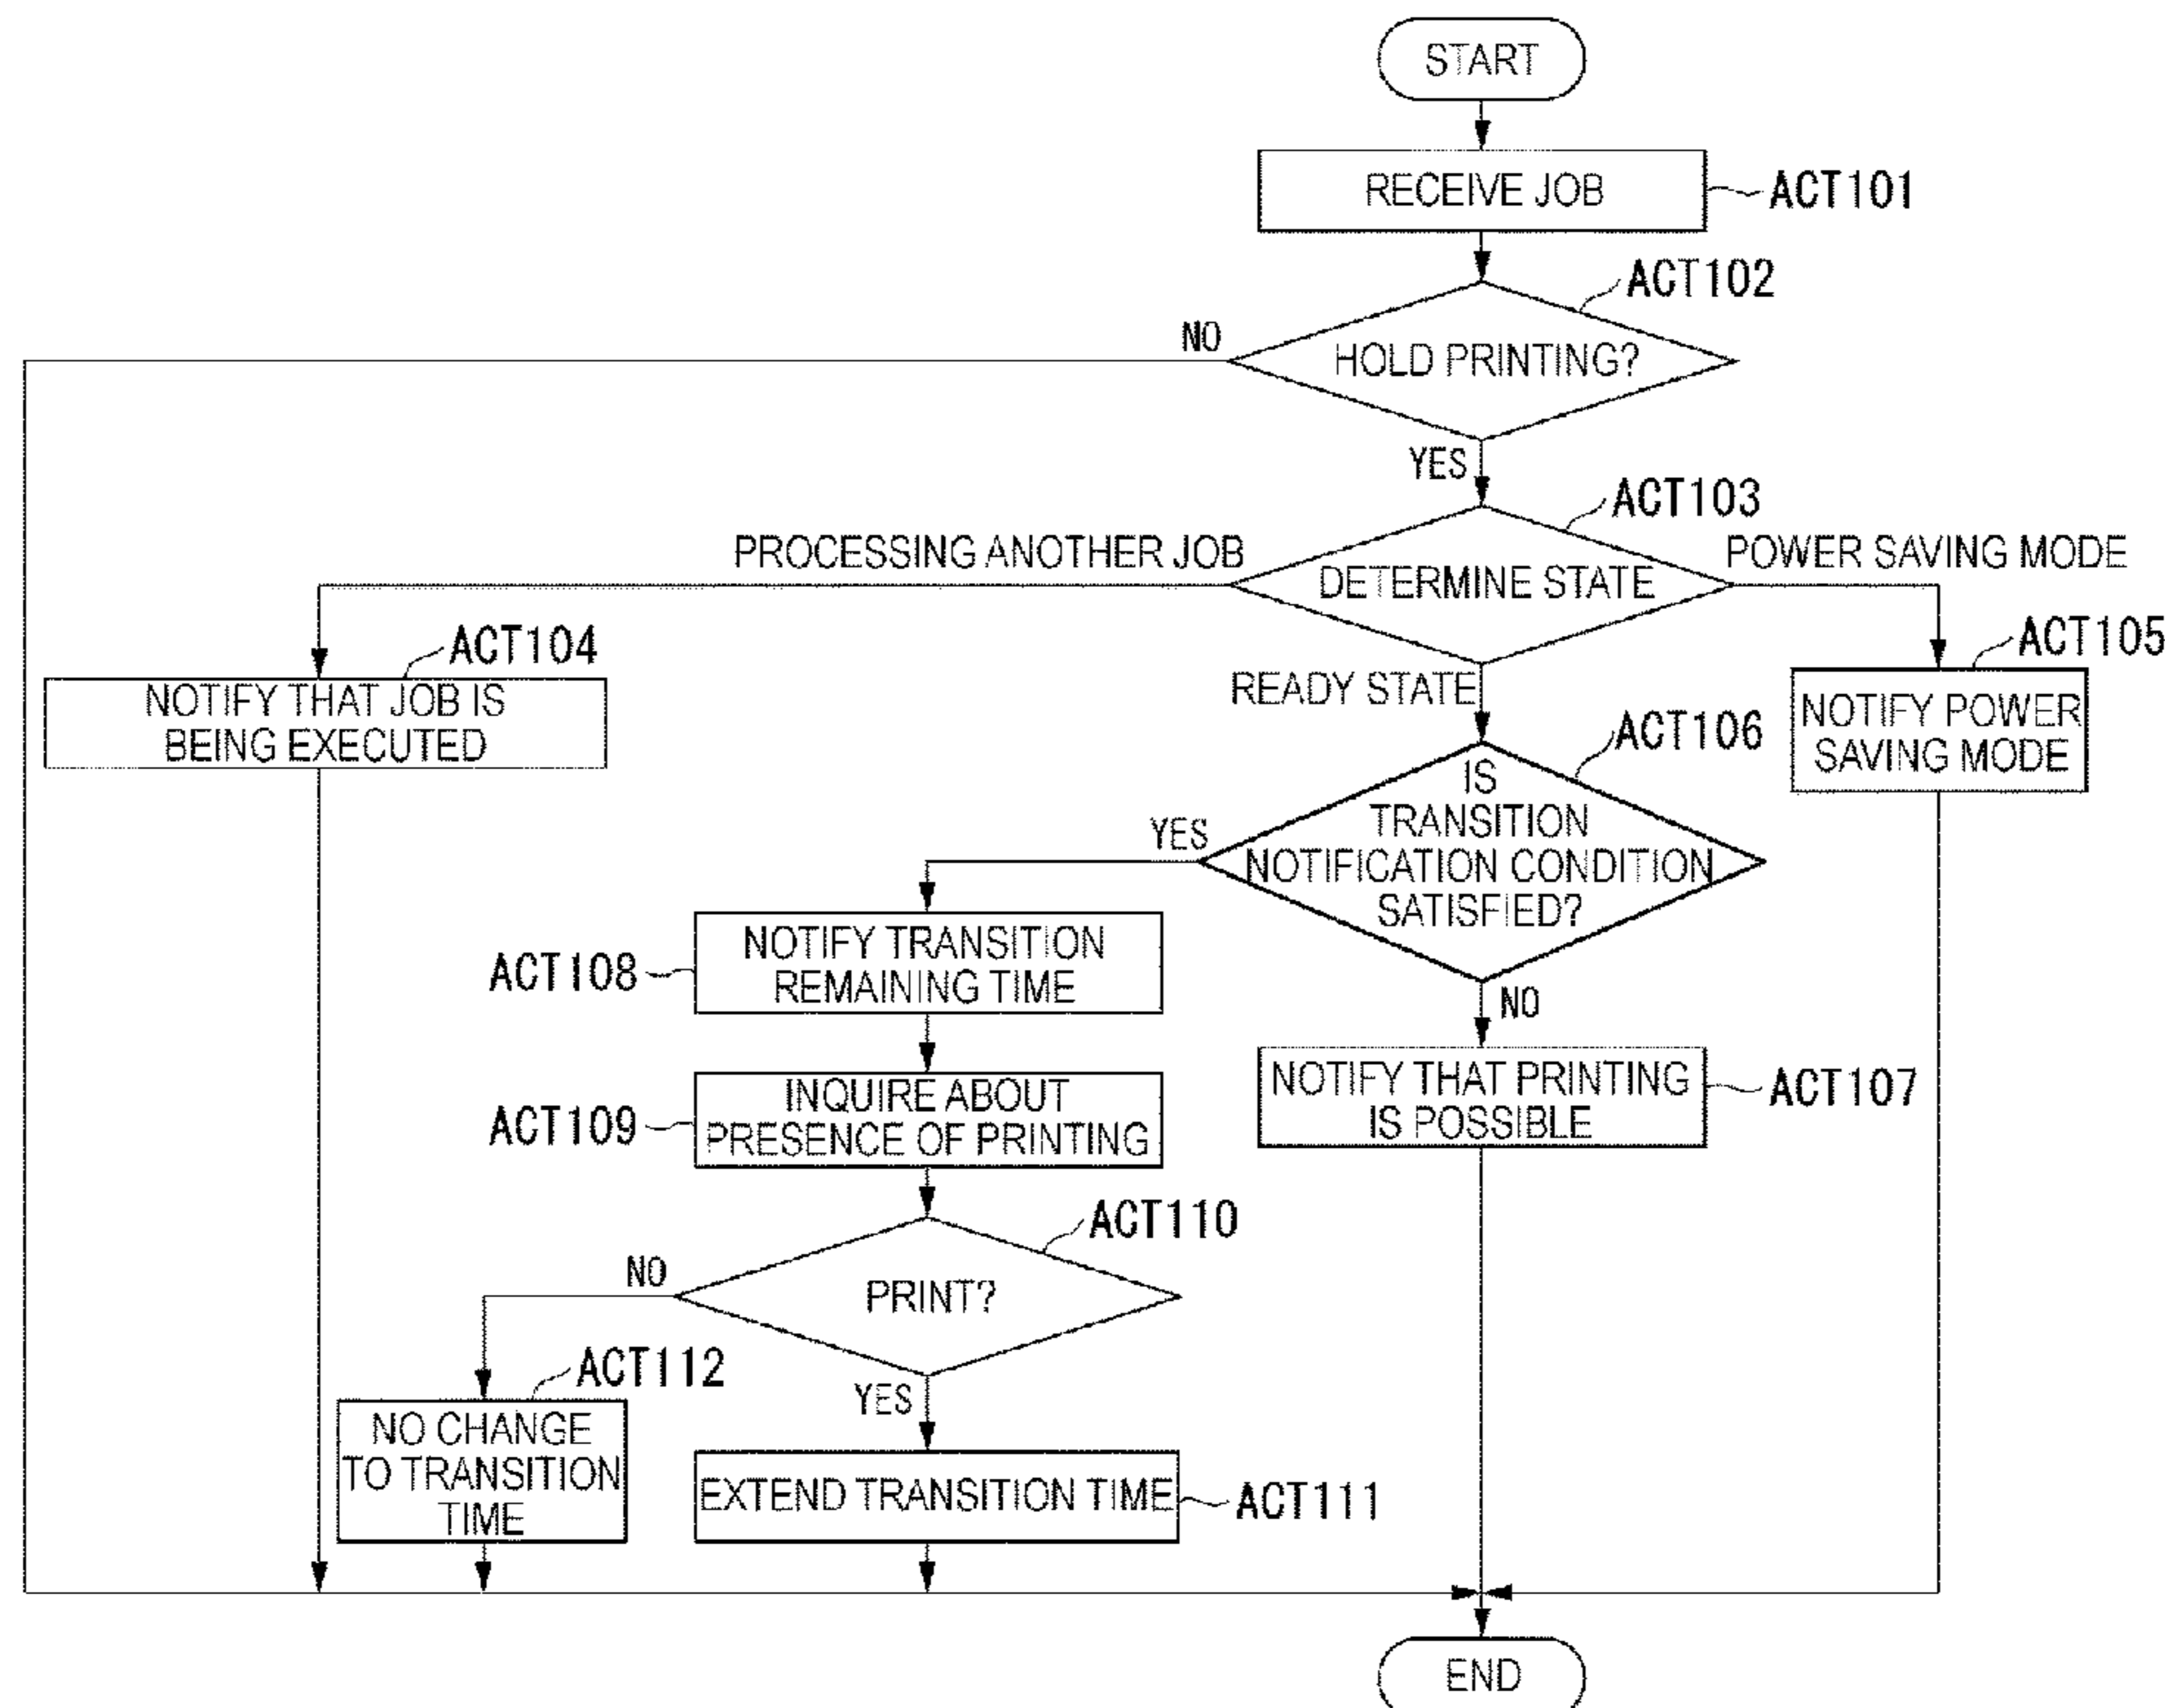 START
RECEIVE JOB
ACT101
ACT102
NO
HOLD PRINTING?
YES
ACT103
PROCESSING ANOTHER JOB
POWER SAVING MODE
DETERMINE STATE
ACT104
ACT105
NOTIFY THAT JOB IS
BEING EXECUTED
READY STATE
NOTIFY POWER
SAVING MODE
ACT106
IS
TRANSITION
NOTIFICATION CONDITION
SATISFIED?
YES
NOTIFY TRANSITION
REMAINING TIME
ACT108
NO
INQUIRE ABOUT
PRESENCE OF PRINTING
ACT109
NOTIFY THAT PRINTING
IS POSSIBLE
ACT107
ACT110
NO
PRINT?
ACT112
YES
NO CHANGE
TO TRANSITION
TIME
EXTEND TRANSITION TIME
ACT111
END